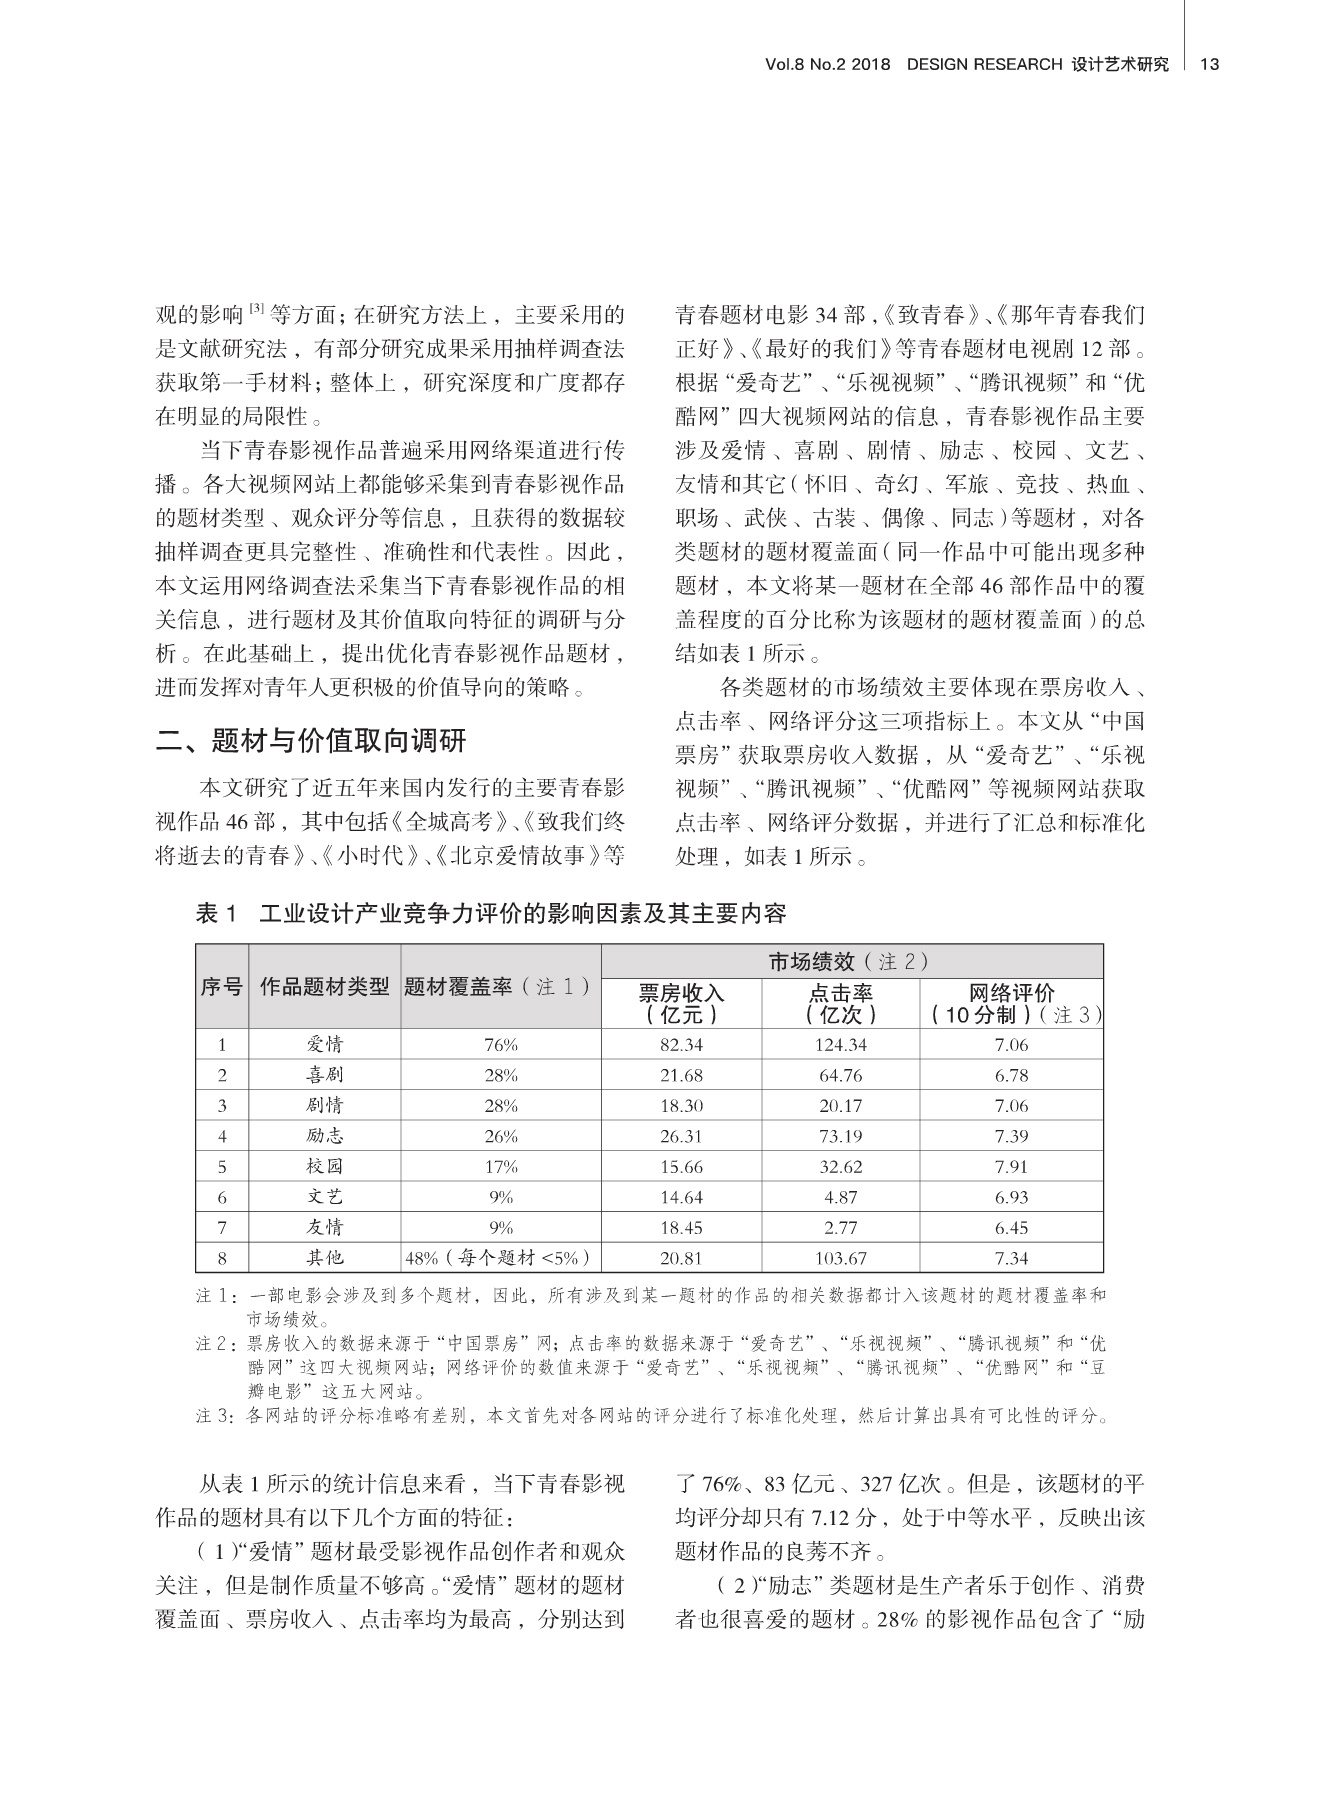 Vol.8 No.2 2018 DESIGN RESEARCH 设计艺术研究 13
观的影响[3]等方面；在研究方法上，主要采用的
是文献研究法，有部分研究成果采用抽样调查法
获取第一手材料；整体上，研究深度和广度都存
在明显的局限性。
当下青春影视作品普遍采用网络渠道进行传
播。各大视频网站上都能够采集到青春影视作品
的题材类型、观众评分等信息，且获得的数据较
抽样调查更具完整性、准确性和代表性。因此，
本文运用网络调查法采集当下青春影视作品的相
关信息，进行题材及其价值取向特征的调研与分
析。在此基础上，提出优化青春影视作品题材，
进而发挥对青年人更积极的价值导向的策略。
二、题材与价值取向调研
本文研究了近五年来国内发行的主要青春影
视作品 46 部，其中包括《全城高考》、《致我们终
将逝去的青春》、《小时代》、《北京爱情故事》等
青春题材电影 34 部，《致青春》、《那年青春我们
正好》、《最好的我们》等青春题材电视剧 12 部。
根据“爱奇艺”、“乐视视频”、“腾讯视频”和“优
酷网”四大视频网站的信息，青春影视作品主要
涉及爱情、喜剧、剧情、励志、校园、文艺、
友情和其它（怀旧、奇幻、军旅、竞技、热血、
职场、武侠、古装、偶像、同志）等题材，对各
类题材的题材覆盖面（同一作品中可能出现多种
题材，本文将某一题材在全部 46 部作品中的覆
盖程度的百分比称为该题材的题材覆盖面）的总
结如表 1 所示。
各类题材的市场绩效主要体现在票房收入、
点击率、网络评分这三项指标上。本文从“中国
票房”获取票房收入数据，从“爱奇艺”、“乐视
视频”、“腾讯视频”、“优酷网”等视频网站获取
点击率、网络评分数据，并进行了汇总和标准化
处理，如表 1 所示。
表 1 工业设计产业竞争力评价的影响因素及其主要内容
序号 作品题材类型 题材覆盖率（注 1） 市场绩效（注 2）
票房收入 点击率 网络评价
（亿元） （亿次） （10 分制）（注 3）
1 爱情 76% 82.34 124.34 7.06
2 喜剧 28% 21.68 64.76 6.78
3 剧情 28% 18.30 20.17 7.06
4 励志 26% 26.31 73.19 7.39
5 校园 17% 15.66 32.62 7.91
6 文艺 9% 14.64 4.87 6.93
7 友情 9% 18.45 2.77 6.45
8 其他 48%（每个题材 <5%） 20.81 103.67 7.34
注 1：一部电影会涉及到多个题材，因此，所有涉及到某一题材的作品的相关数据都计入该题材的题材覆盖率和
市场绩效。
注 2：票房收入的数据来源于“中国票房”网；点击率的数据来源于“爱奇艺”、“乐视视频”、“腾讯视频”和“优
酷网”这四大视频网站；网络评价的数值来源于“爱奇艺”、“乐视视频”、“腾讯视频”、“优酷网”和“豆
瓣电影”这五大网站。
注 3：各网站的评分标准略有差别，本文首先对各网站的评分进行了标准化处理，然后计算出具有可比性的评分。
从表 1 所示的统计信息来看，当下青春影视
作品的题材具有以下几个方面的特征：
（1）“爱情”题材最受影视作品创作者和观众
关注，但是制作质量不够高。“爱情”题材的题材
覆盖面、票房收入、点击率均为最高，分别达到
了 76%、83 亿元、327 亿次。但是，该题材的平
均评分却只有 7.12 分，处于中等水平，反映出该
题材作品的良莠不齐。
（2）“励志”类题材是生产者乐于创作、消费
者也很喜爱的题材。28% 的影视作品包含了“励